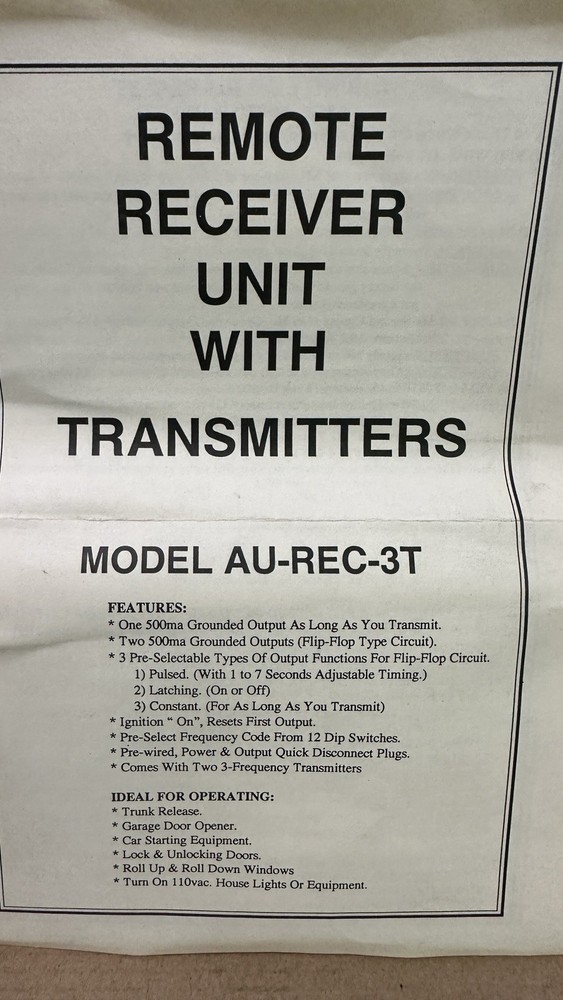 REMOTE
RECEIVER
UNIT
WITH
TRANSMITTERS
MODEL AU-REC-3T
FEATURES:
* One 500ma Grounded Output As Long As You Transmit.
* Two 500ma Grounded Outputs (Flip-Flop Type Circuit).
* 3 Pre-Selectable Types Of Output Functions For Flip-Flop Circuit.
1) Pulsed. (With 1 to 7 Seconds Adjustable Timing.)
2) Latching. (On or Off)
3) Constant. (For As Long As You Transmit)
* Ignition “ On”, Resets First Output.
* Pre-Select Frequency Code From 12 Dip Switches.
* Pre-wired, Power & Output Quick Disconnect Plugs.
* Comes With Two 3-Frequency Transmitters
IDEAL FOR OPERATING:
* Trunk Release.
* Garage Door Opener.
* Car Starting Equipment.
* Lock & Unlocking Doors.
* Roll Up & Roll Down Windows
* Turn On 110vac. House Lights Or Equipment.